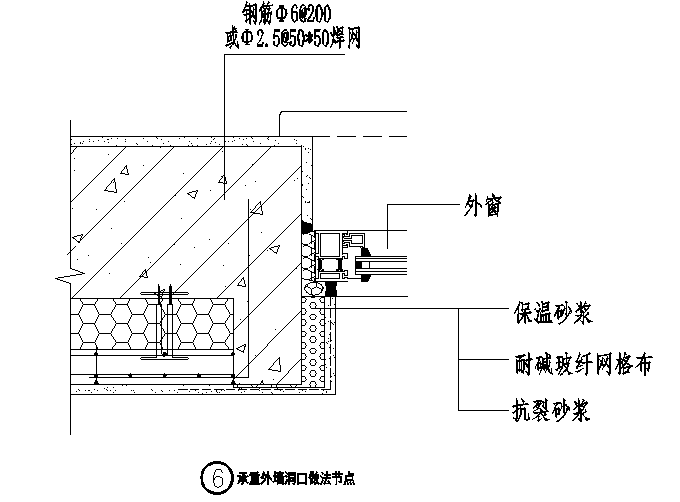 钢筋Φ6@200
或Φ2.5@50*50焊网
外窗
保温砂浆
耐碱玻纤网格布
抗裂砂浆
6 承重外墙洞口做法节点